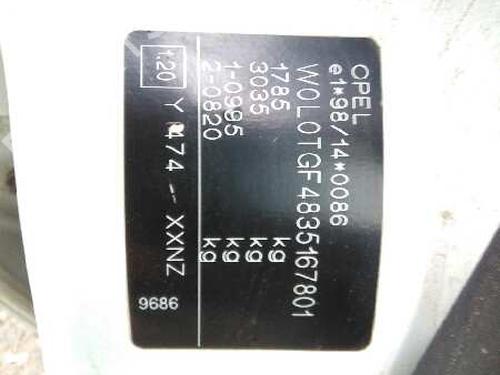 OPEL
e1*98/14*0086
W0L0TGF4835167801
1785 kg
3035 kg
1-0995 kg
2-0820 kg
1.20 Y 474 - XXNZ
9686